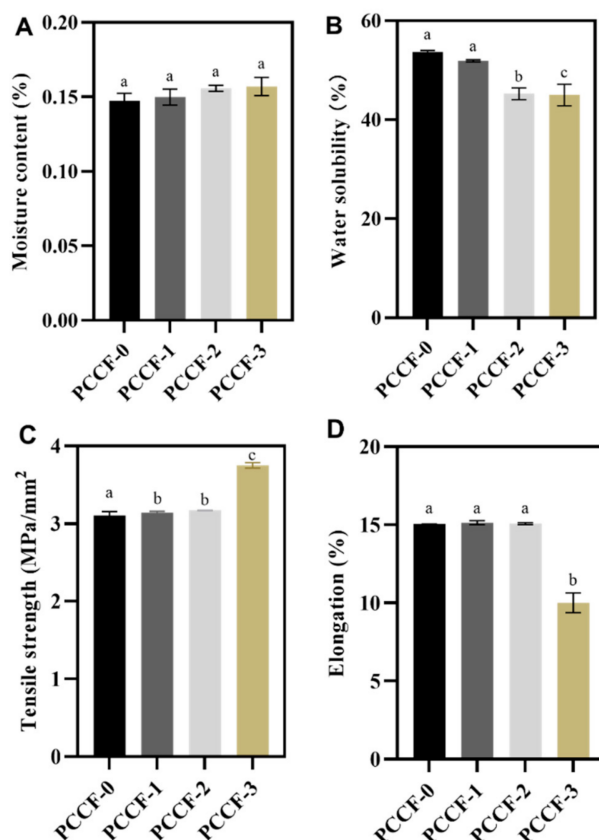 A
Moisture content (%)
0.20
0.15
0.10
0.05
0.00
a
a
a
a
PCCF-0
PCCF-1
PCCF-2
PCCF-3
B
Water solubility (%)
60
40
20
0
a
a
b
c
PCCF-0
PCCF-1
PCCF-2
PCCF-3
C
Tensile strength (MPa/mm²)
4
3
2
1
0
a
b
b
c
PCCF-0
PCCF-1
PCCF-2
PCCF-3
D
Elongation (%)
20
15
10
5
0
a
a
a
b
PCCF-0
PCCF-1
PCCF-2
PCCF-3